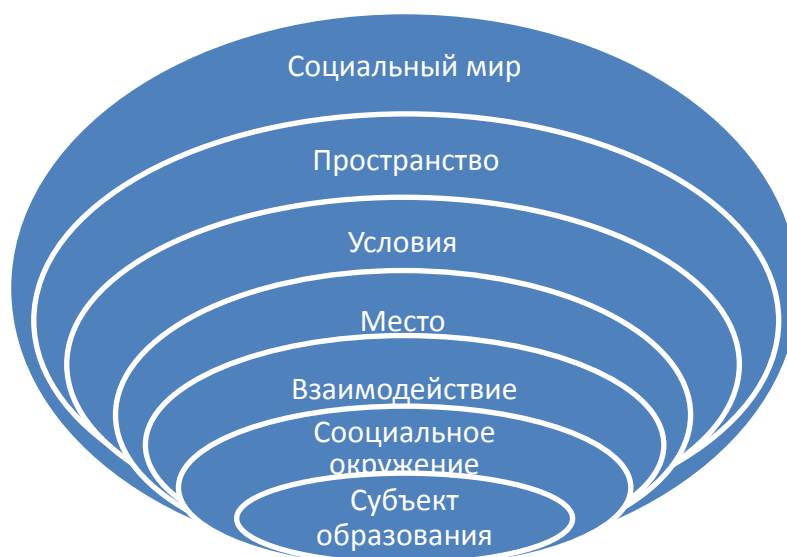 Социальный мир
Пространство
Условия
Место
Взаимодействие
Сооциальное
окружение
Субъект
образования